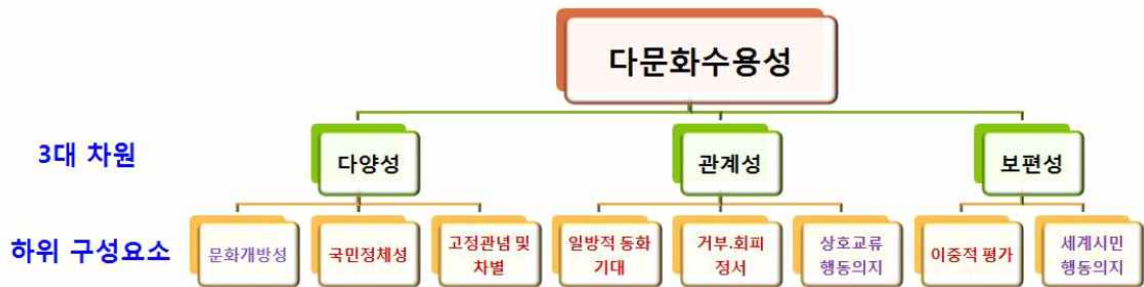 다문화수용성
3대 차원
다양성
관계성
보편성
하위 구성요소
문화개방성
국민정체성
고정관념 및
차별
일방적 동화
기대
거부.회피
정서
상호교류
행동의지
이중적 평가
세계시민
행동의지